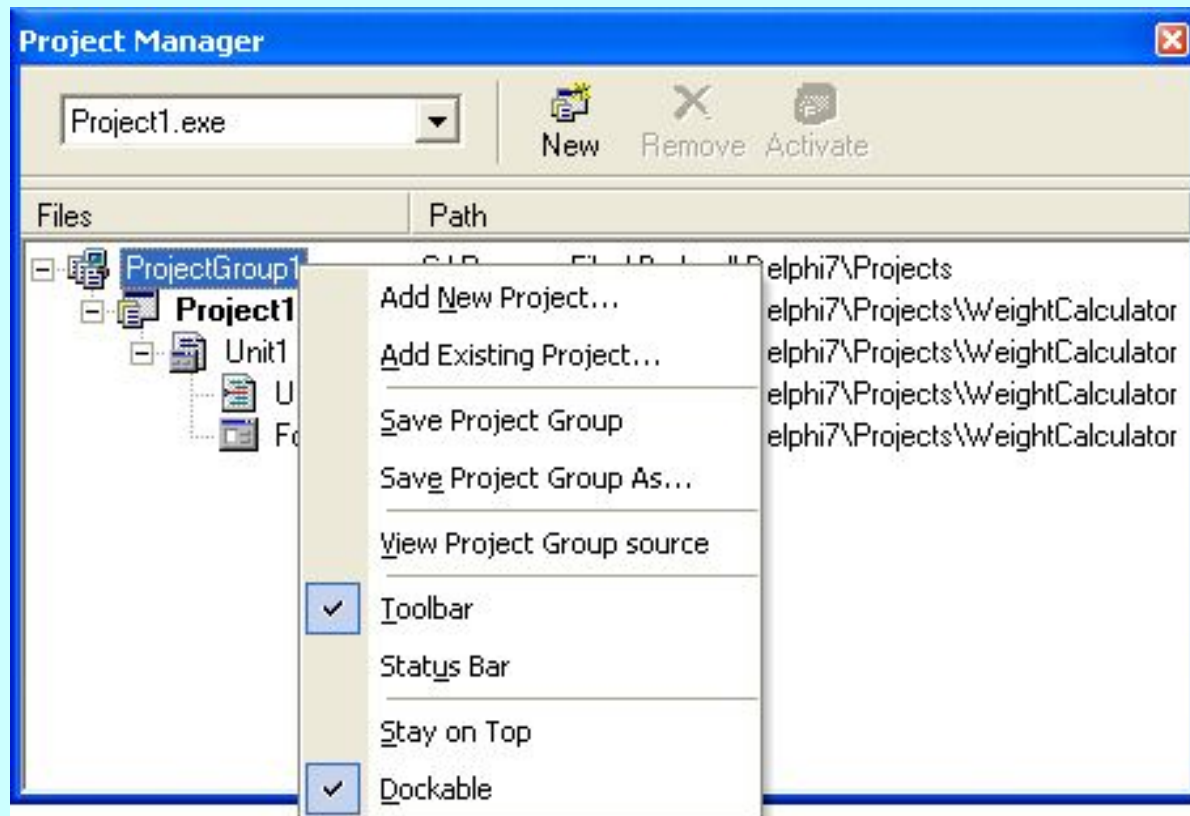 Project Manager
Project1.exe
New Remove Activate
Files Path
ProjectGroup1 Delphi7\Projects
Project1 elphi7\Projects\WeightCalculator
Unit1 elphi7\Projects\WeightCalculator
U elphi7\Projects\WeightCalculator
Fo elphi7\Projects\WeightCalculator
Add New Project...
Add Existing Project...
Save Project Group
Save Project Group As...
View Project Group source
Toolbar
Status Bar
Stay on Top
Dockable